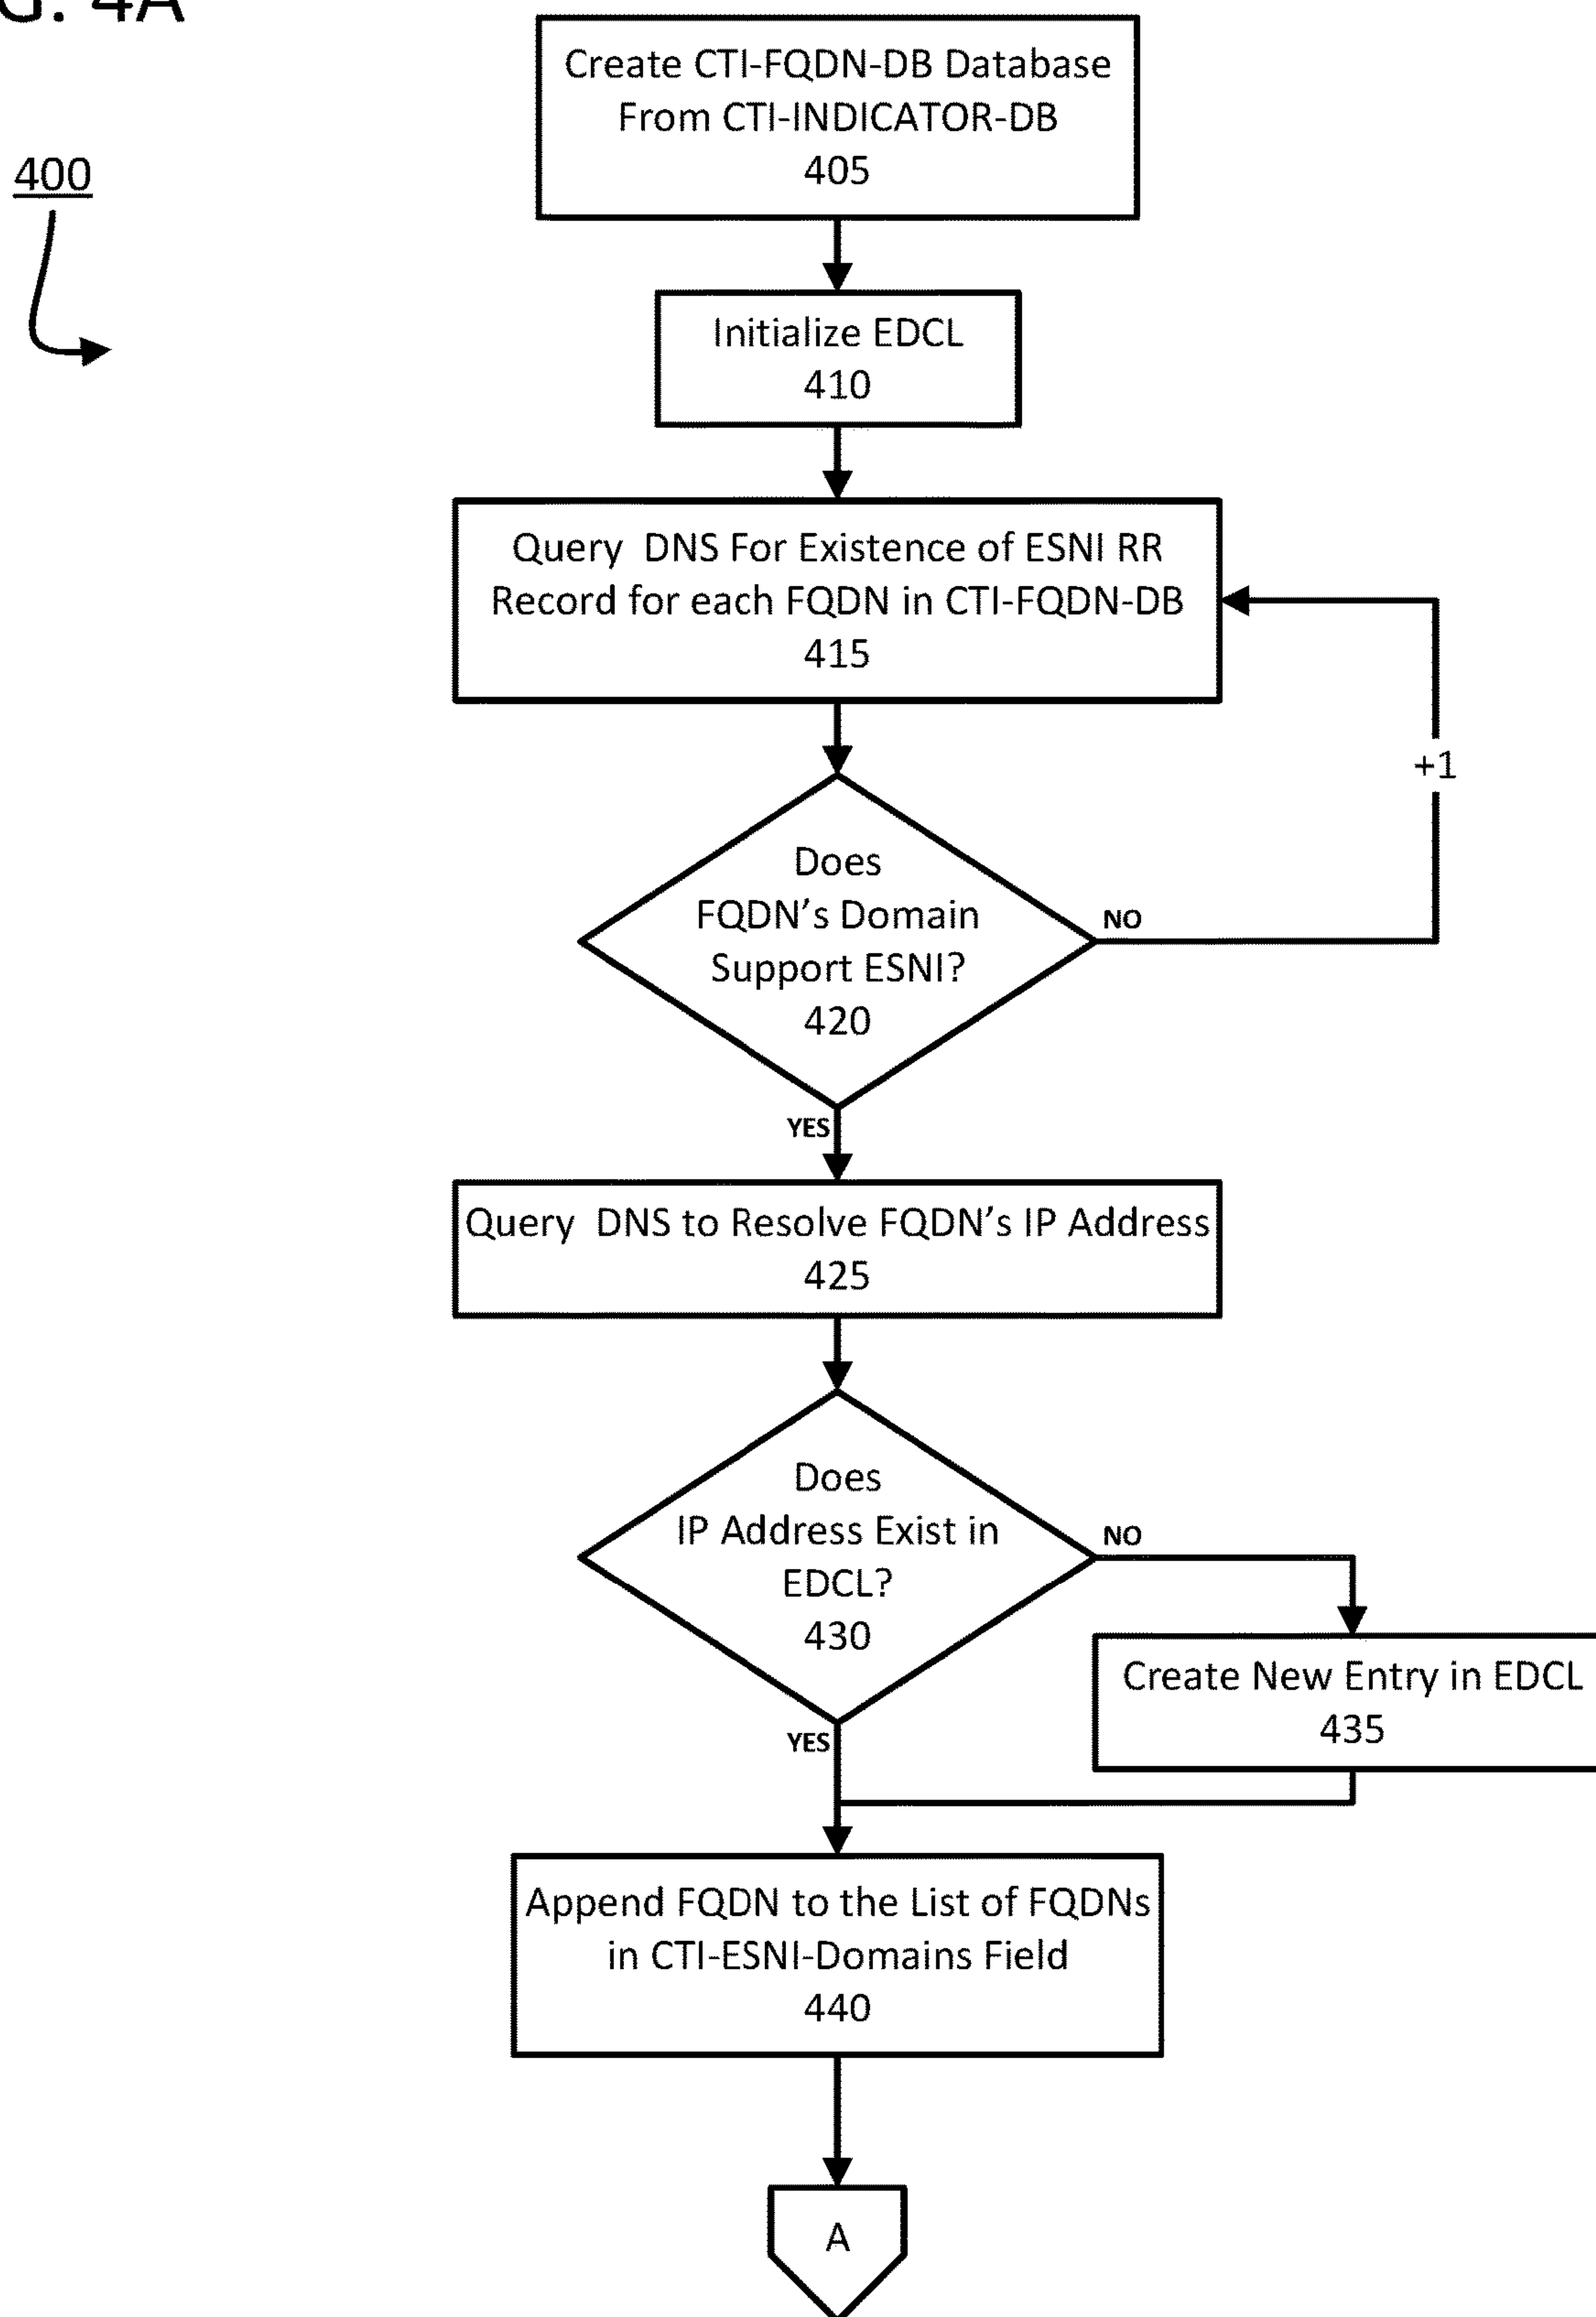 G. 4A
400
Create CTI-FQDN-DB Database
From CTI-INDICATOR-DB
405
Initialize EDCL
410
Query DNS For Existence of ESNI RR
Record for each FQDN in CTI-FQDN-DB
415
+1
Does
FQDN's Domain
Support ESNI?
420
NO
YES
Query DNS to Resolve FQDN's IP Address
425
Does
IP Address Exist in
EDCL?
430
NO
YES
Create New Entry in EDCL
435
Append FQDN to the List of FQDNs
in CTI-ESNI-Domains Field
440
A